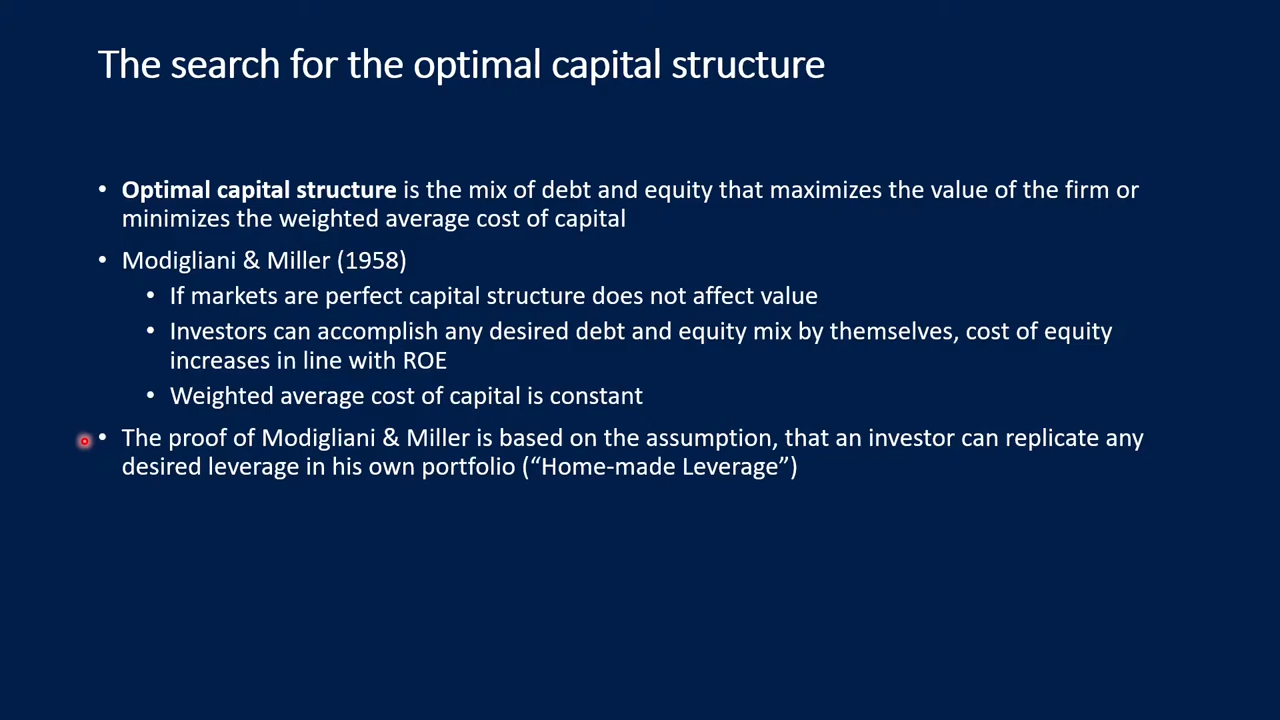 The search for the optimal capital structure
• Optimal capital structure is the mix of debt and equity that maximizes the value of the firm or
minimizes the weighted average cost of capital
• Modigliani & Miller (1958)
• If markets are perfect capital structure does not affect value
• Investors can accomplish any desired debt and equity mix by themselves, cost of equity
increases in line with ROE
• Weighted average cost of capital is constant
• The proof of Modigliani & Miller is based on the assumption, that an investor can replicate any
desired leverage in his own portfolio (“Home-made Leverage”)